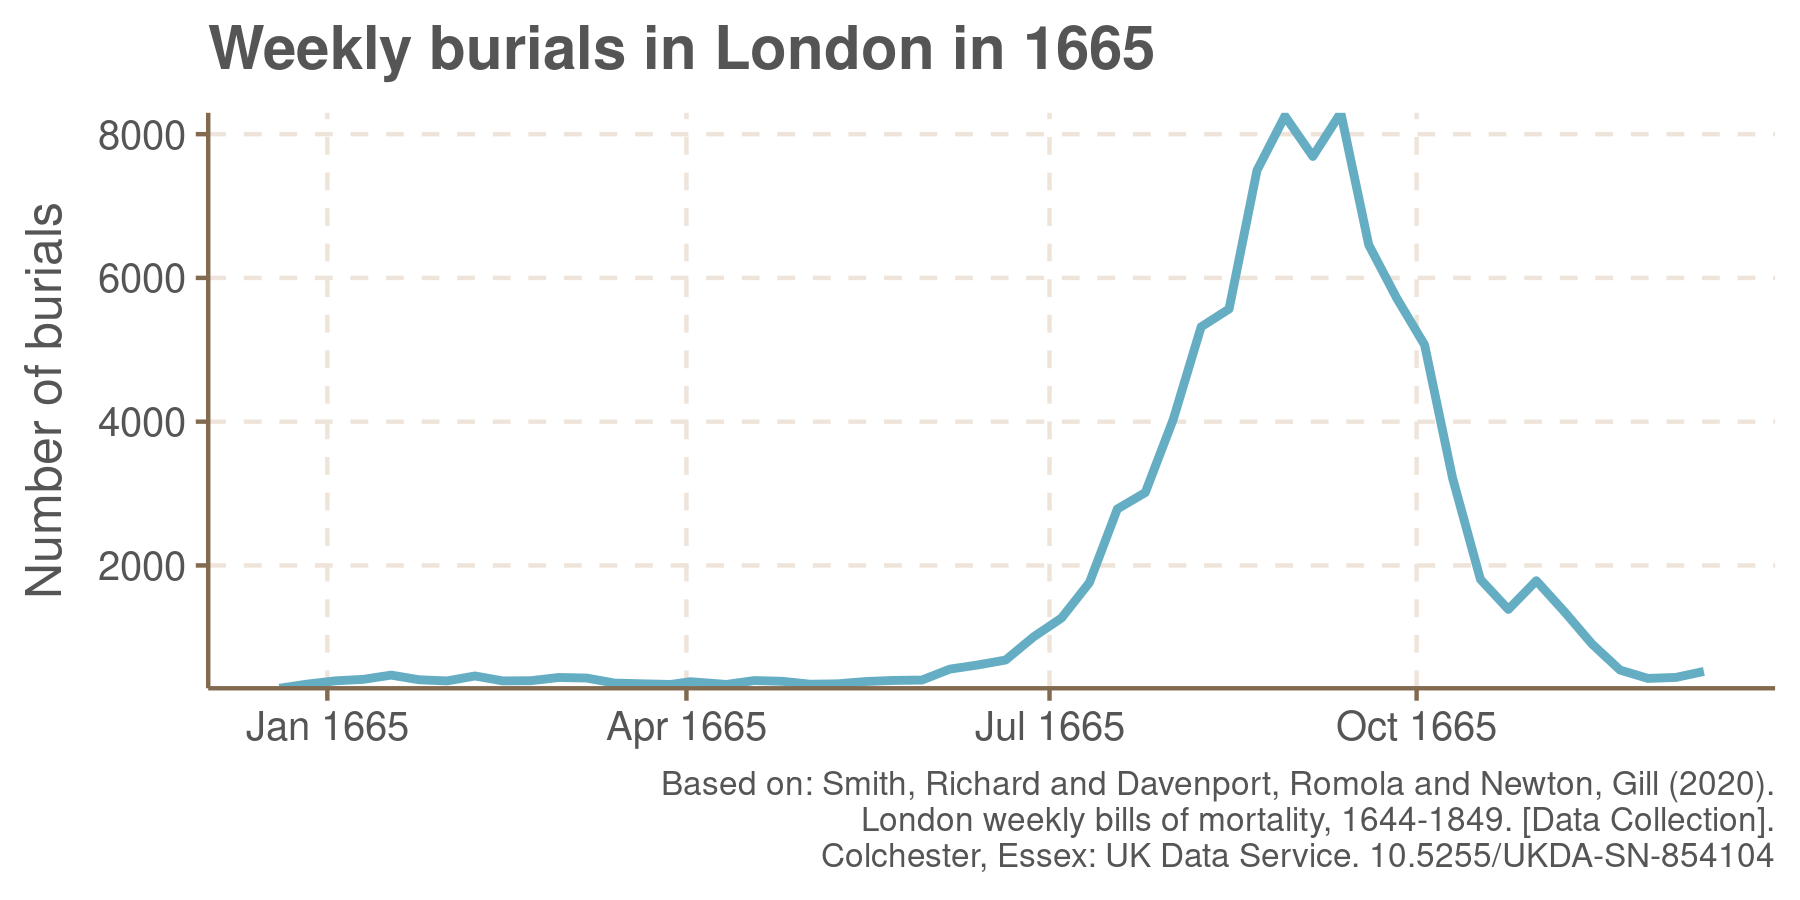 Weekly burials in London in 1665
Number of burials
8000
6000
4000
2000
Jan 1665
Apr 1665
Jul 1665
Oct 1665
Based on: Smith, Richard and Davenport, Romola and Newton, Gill (2020).
London weekly bills of mortality, 1644-1849. [Data Collection].
Colchester, Essex: UK Data Service. 10.5255/UKDA-SN-854104